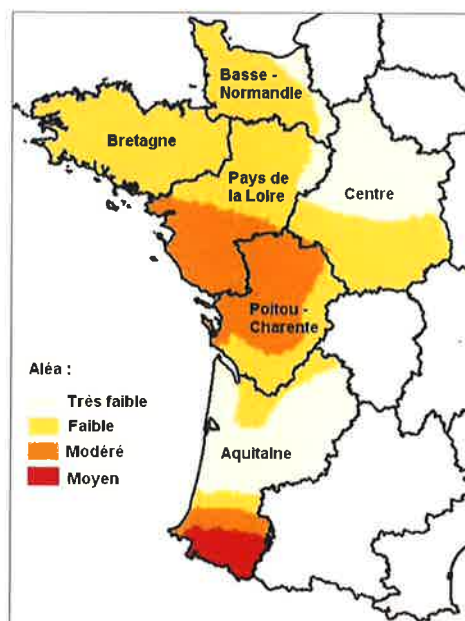 Basse -
Normandie
Bretagne
Pays de
la Loire
Centre
Poitou -
Charente
Aléa :
Très faible
Faible
Modéré
Moyen
Aquitaine